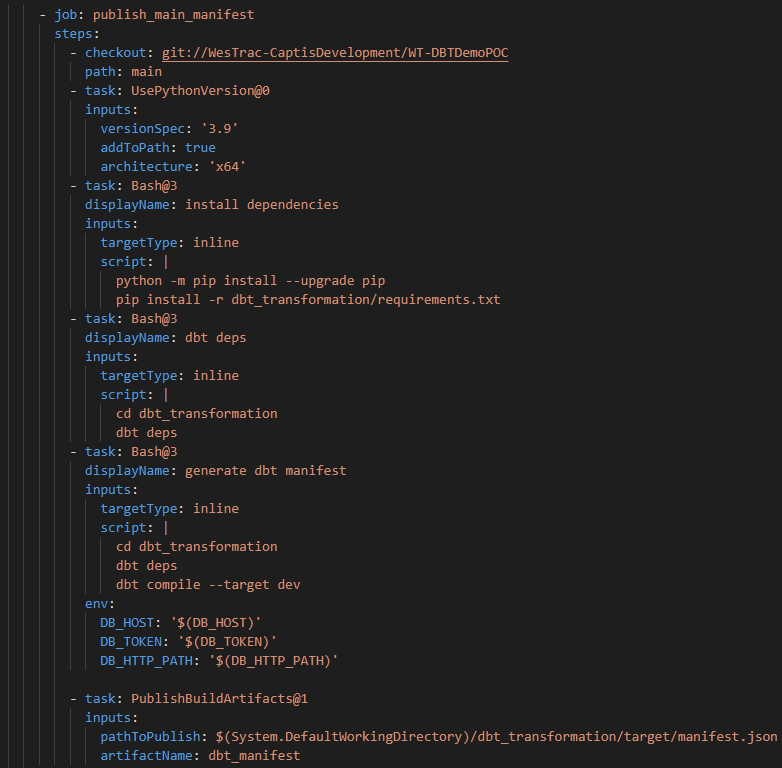 - job: publish_main_manifest
steps:
- checkout: git://WesTrac-CaptisDevelopment/WT-DBTDemoPOC
path: main
- task: UsePythonVersion@0
inputs:
versionSpec: '3.9'
addToPath: true
architecture: 'x64'
- task: Bash@3
displayName: install dependencies
inputs:
targetType: inline
script: |
python -m pip install --upgrade pip
pip install -r dbt_transformation/requirements.txt
- task: Bash@3
displayName: dbt deps
inputs:
targetType: inline
script: |
cd dbt_transformation
dbt deps
- task: Bash@3
displayName: generate dbt manifest
inputs:
targetType: inline
script: |
cd dbt_transformation
dbt deps
dbt compile --target dev
env:
DB_HOST: '$(DB_HOST)'
DB_TOKEN: '$(DB_TOKEN)'
DB_HTTP_PATH: '$(DB_HTTP_PATH)'
- task: PublishBuildArtifacts@1
inputs:
pathToPublish: $(System.DefaultWorkingDirectory)/dbt_transformation/target/manifest.json
artifactName: dbt_manifest